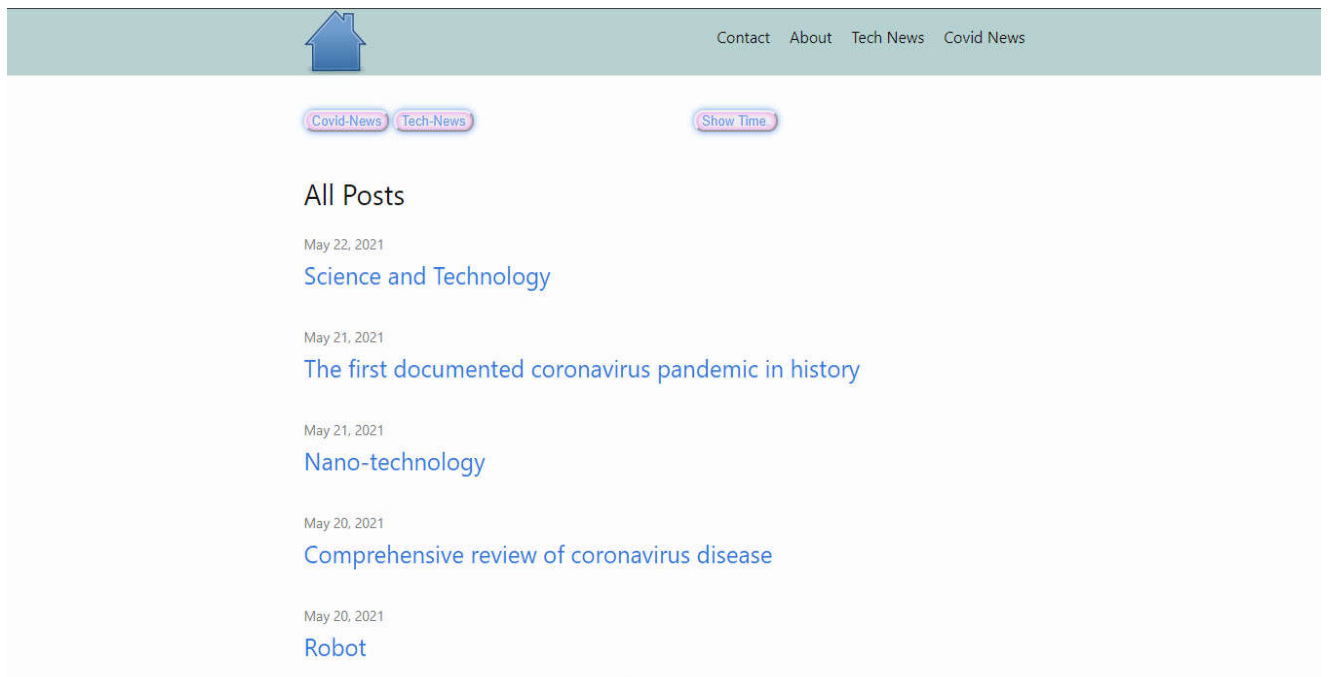 Contact About Tech News Covid News
Covid-News Tech-News Show Time.
All Posts
May 22, 2021
Science and Technology
May 21, 2021
The first documented coronavirus pandemic in history
May 21, 2021
Nano-technology
May 20, 2021
Comprehensive review of coronavirus disease
May 20, 2021
Robot